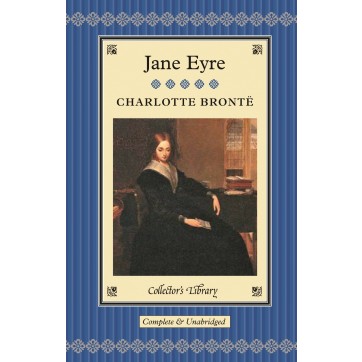 Jane Eyre
CHARLOTTE BRONTË
Collector's Library
Complete & Unabridged